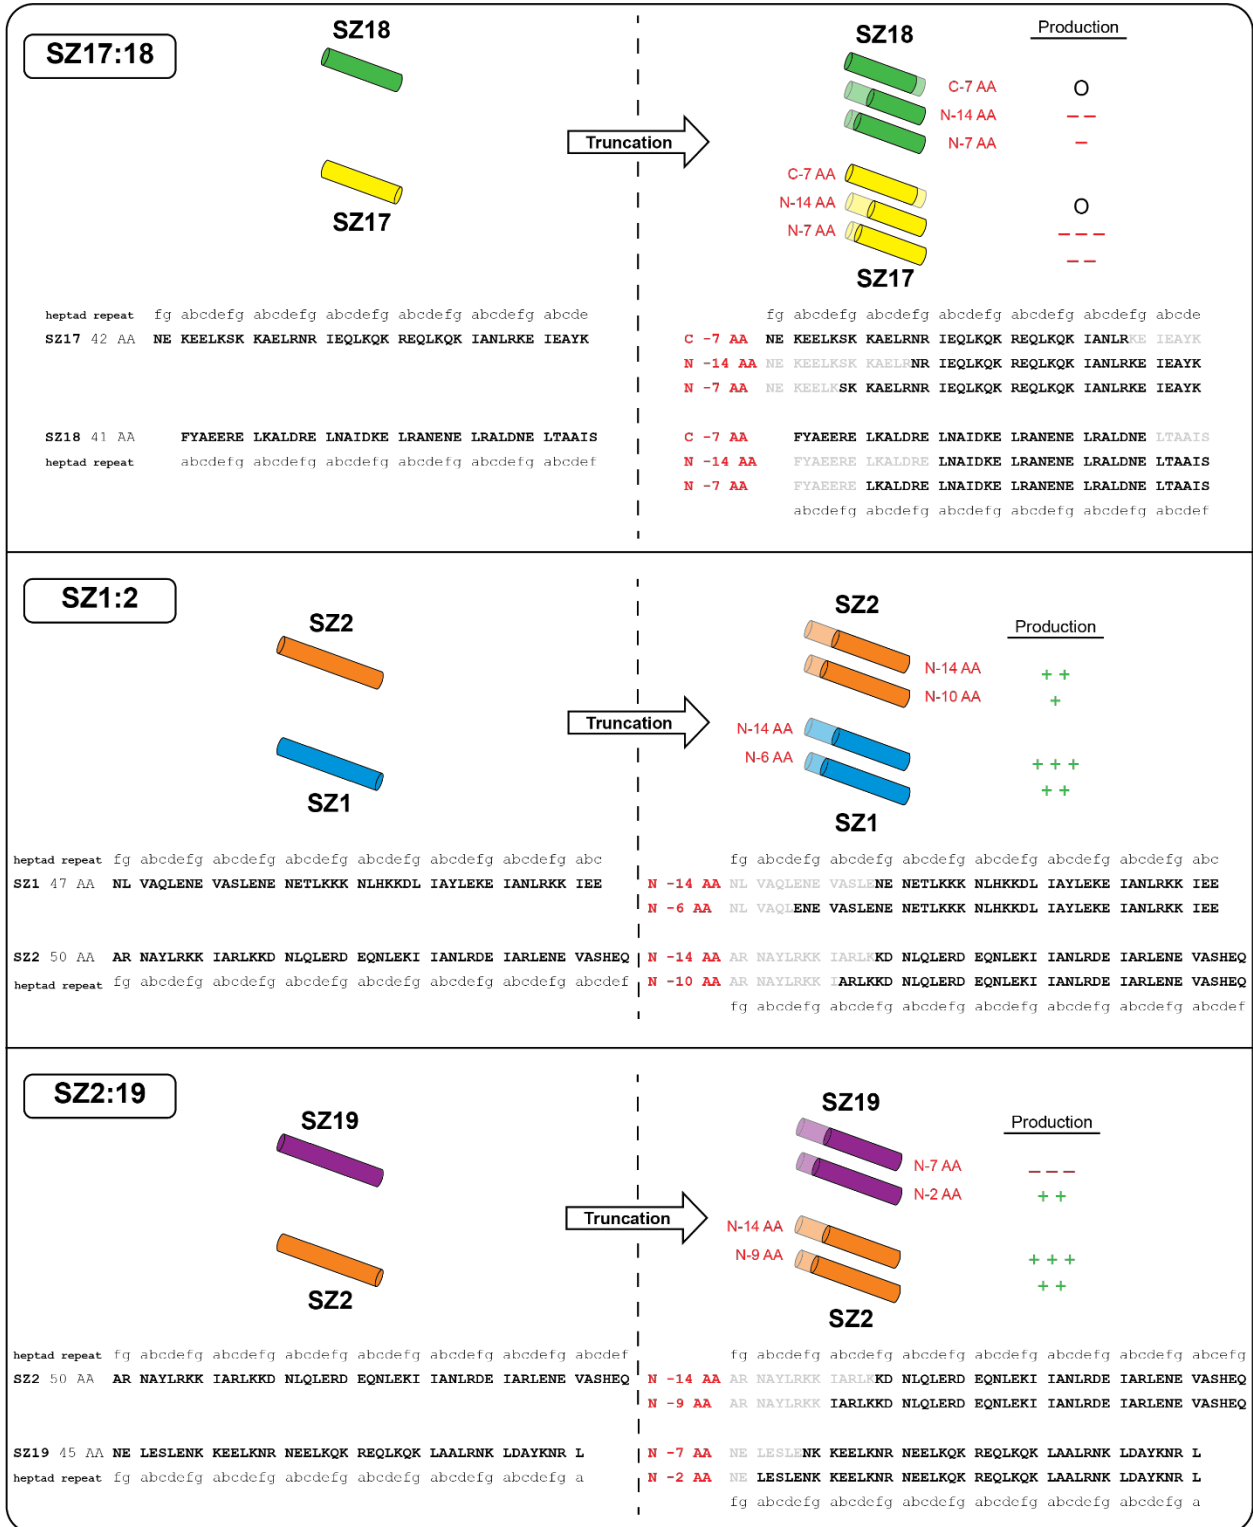 SZ17:18
SZ18
SZ17
Truncation
SZ18
Production
C-7 AA
O
N-14 AA
– –
N-7 AA
–
C-7 AA
N-14 AA
O
N-7 AA
– – –
– –
SZ17
heptad repeat fg abcdefg abcdefg abcdefg abcdefg abcdefg abcde
SZ17 42 AA NE KEELKSK KAELRNR IEQLKQK REQLKQK IANLRKE IEAYK
SZ18 41 AA FYAEERE LKALDRE LNAIDKE LRANENE LRALDNE LTAAIS
heptad repeat abcdefg abcdefg abcdefg abcdefg abcdefg abcdef
fg abcdefg abcdefg abcdefg abcdefg abcdefg abcde
C -7 AA NE KEELKSK KAELRNR IEQLKQK REQLKQK IANLRKE IEAYK
N -14 AA NE KEELKSK KAELRNR IEQLKQK REQLKQK IANLRKE IEAYK
N -7 AA NE KEELKSK KAELRNR IEQLKQK REQLKQK IANLRKE IEAYK
C -7 AA FYAEERE LKALDRE LNAIDKE LRANENE LRALDNE LTAAIS
N -14 AA FYAEERE LKALDRE LNAIDKE LRANENE LRALDNE LTAAIS
N -7 AA FYAEERE LKALDRE LNAIDKE LRANENE LRALDNE LTAAIS
abcdefg abcdefg abcdefg abcdefg abcdefg abcdef
SZ1:2
SZ2
SZ1
Truncation
SZ2
Production
N-14 AA
+ +
N-10 AA
+
N-14 AA
N-6 AA
+ + +
+ +
SZ1
heptad repeat fg abcdefg abcdefg abcdefg abcdefg abcdefg abcdefg abc
SZ1 47 AA NL VAQLENE VASLENE NETLKKK NLHKKDL IAYLEKE IANLRKK IEE
SZ2 50 AA AR NAYLRKK IARLKKD NLQLERD EQNLEKI IANLRDE IARLENE VASHEQ
heptad repeat fg abcdefg abcdefg abcdefg abcdefg abcdefg abcdefg abcdef
fg abcdefg abcdefg abcdefg abcdefg abcdefg abcdefg abc
N -14 AA NL VAQLENE VASLENE NETLKKK NLHKKDL IAYLEKE IANLRKK IEE
N -6 AA NL VAQLENE VASLENE NETLKKK NLHKKDL IAYLEKE IANLRKK IEE
N -14 AA AR NAYLRKK IARLKKD NLQLERD EQNLEKI IANLRDE IARLENE VASHEQ
N -10 AA AR NAYLRKK IARLKKD NLQLERD EQNLEKI IANLRDE IARLENE VASHEQ
fg abcdefg abcdefg abcdefg abcdefg abcdefg abcdefg abcdef
SZ2:19
SZ19
SZ2
Truncation
SZ19
Production
N-7 AA
– – –
N-2 AA
+ +
N-14 AA
N-9 AA
+ + +
+ +
SZ2
heptad repeat fg abcdefg abcdefg abcdefg abcdefg abcdefg abcdefg abcdef
SZ2 50 AA AR NAYLRKK IARLKKD NLQLERD EQNLEKI IANLRDE IARLENE VASHEQ
SZ19 45 AA NE LESLENK KEELKNR NEELKQK REQLKQK LAALRNK LDAYKNR L
heptad repeat fg abcdefg abcdefg abcdefg abcdefg abcdefg abcdefg a
fg abcdefg abcdefg abcdefg abcdefg abcdefg abcdefg abcdefg
N -14 AA AR NAYLRKK IARLKKD NLQLERD EQNLEKI IANLRDE IARLENE VASHEQ
N -9 AA AR NAYLRKK IARLKKD NLQLERD EQNLEKI IANLRDE IARLENE VASHEQ
N -7 AA NE LESLENK KEELKNR NEELKQK REQLKQK LAALRNK LDAYKNR L
N -2 AA NE LESLENK KEELKNR NEELKQK REQLKQK LAALRNK LDAYKNR L
fg abcdefg abcdefg abcdefg abcdefg abcdefg abcdefg a